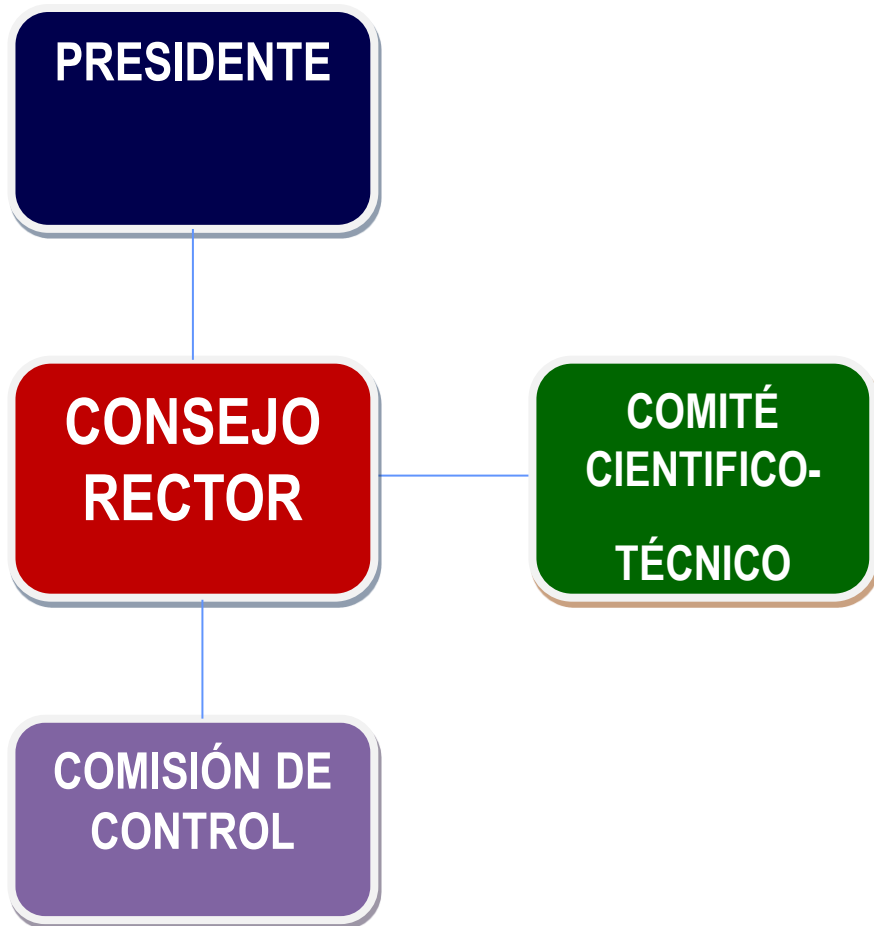 PRESIDENTE
CONSEJO
RECTOR
COMITÉ
CIENTIFICO-
TÉCNICO
COMISIÓN DE
CONTROL